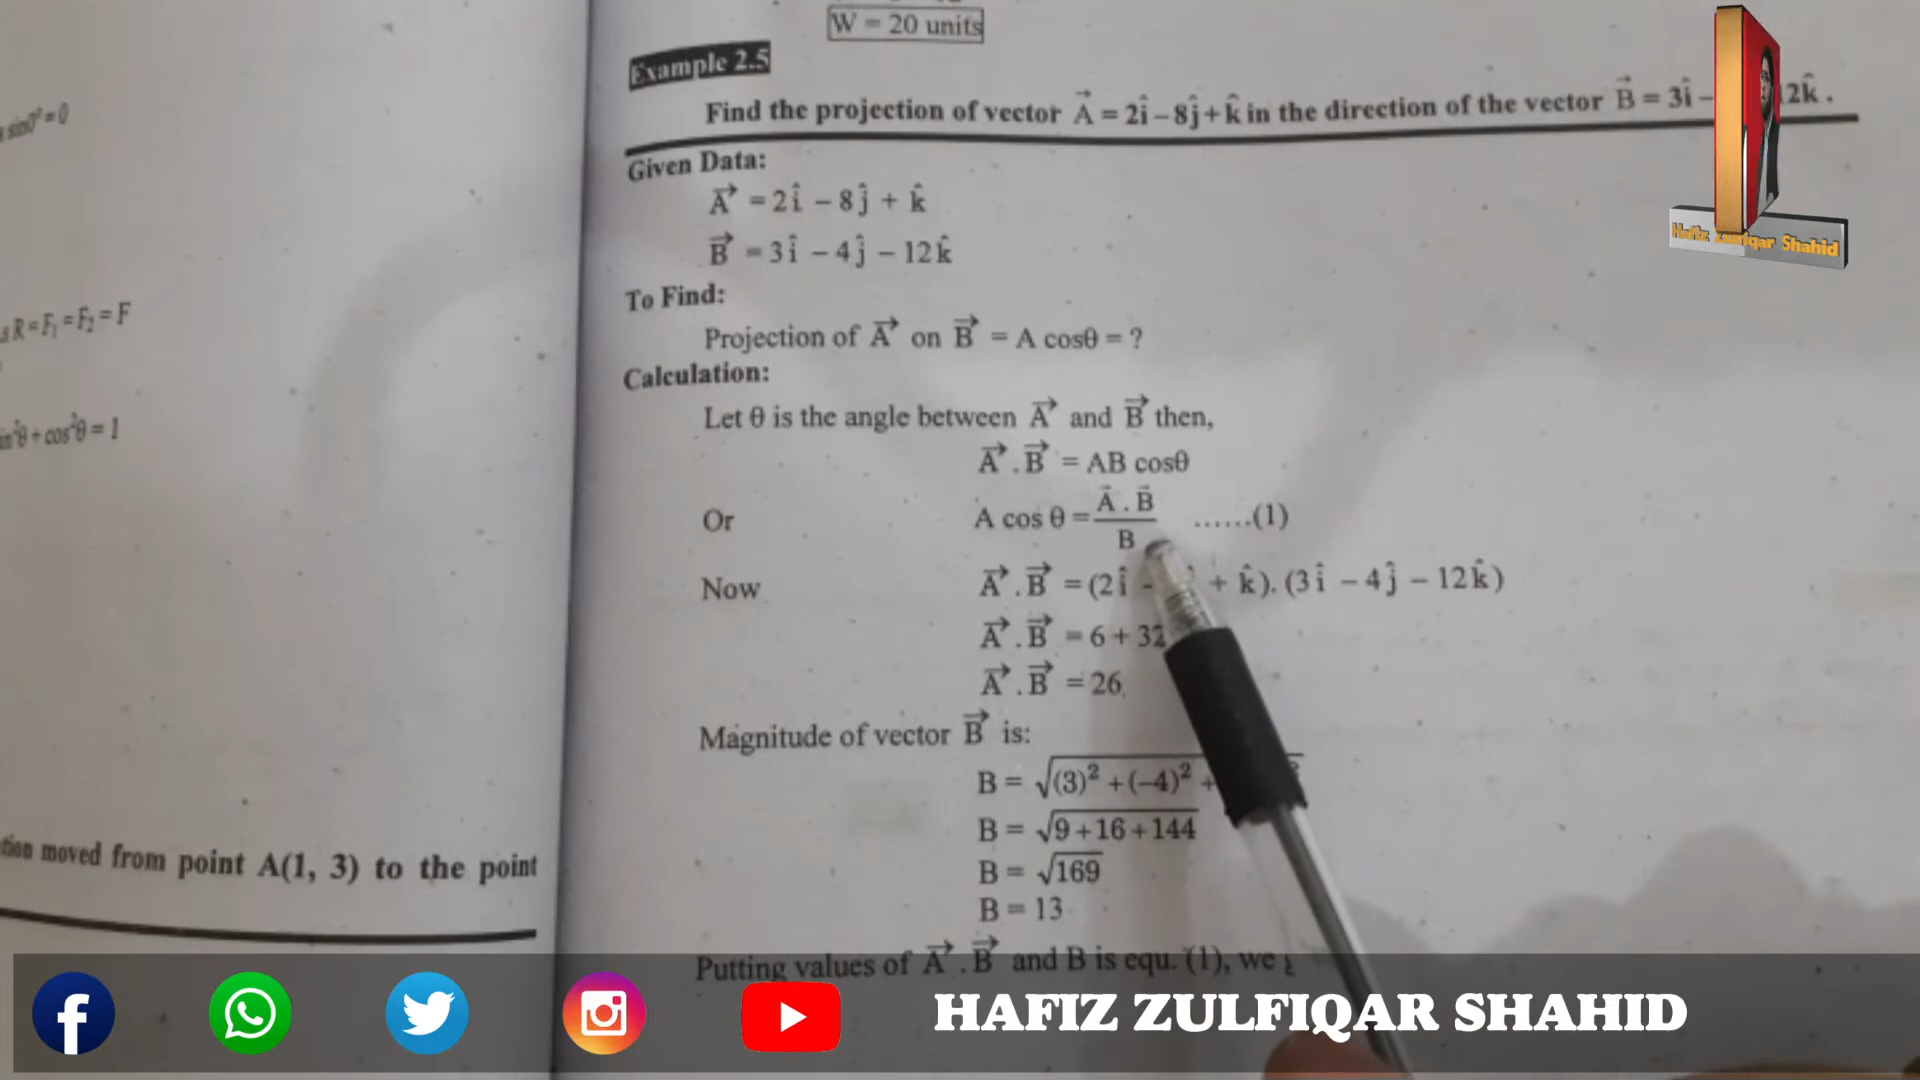 s sin0⁰ = 0
s R = F₁ = F₂ = F
in²θ + cos²θ = 1
tion moved from point A(1, 3) to the point
W = 20 units
Example 2.5
Find the projection of vector A⃗ = 2î − 8ĵ + k̂ in the direction of the vector B⃗ = 3î − 12k̂ .
Given Data:
A⃗ = 2î − 8ĵ + k̂
B⃗ = 3î − 4ĵ − 12k̂
To Find:
Projection of A⃗ on B⃗ = A cosθ = ?
Calculation:
Let θ is the angle between A⃗ and B⃗ then,
A⃗ . B⃗ = AB cosθ
Or A cos θ = A⃗ . B⃗ / B ......(1)
Now A⃗ . B⃗ = (2î − + k̂). (3î − 4ĵ − 12k̂)
A⃗ . B⃗ = 6 + 32
A⃗ . B⃗ = 26
Magnitude of vector B⃗ is:
B = √(3)² + (−4)² +
B = √9 + 16 + 144
B = √169
B = 13
Putting values of A⃗ . B⃗ and B is equ. (1), we
Hafiz Zulfiqar Shahid
HAFIZ ZULFIQAR SHAHID